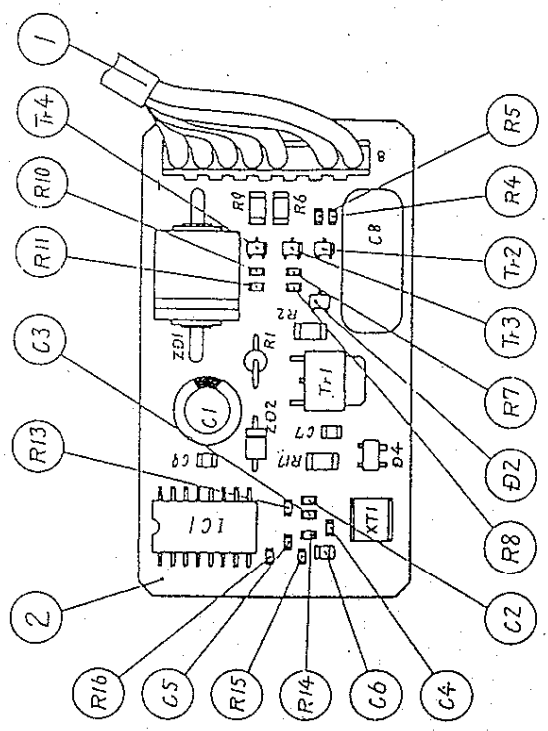 1
Tr4
R10
R11
C3
R13
2
R16
C5
R15
R14
C6
C4
C2
R8
D2
R7
Tr3
Tr2
R4
R5
8
R9
R6
C8
ZD1
R2
R1
Tr1
C1
ZD2
C7
C9
R17
D4
IC1
XT1